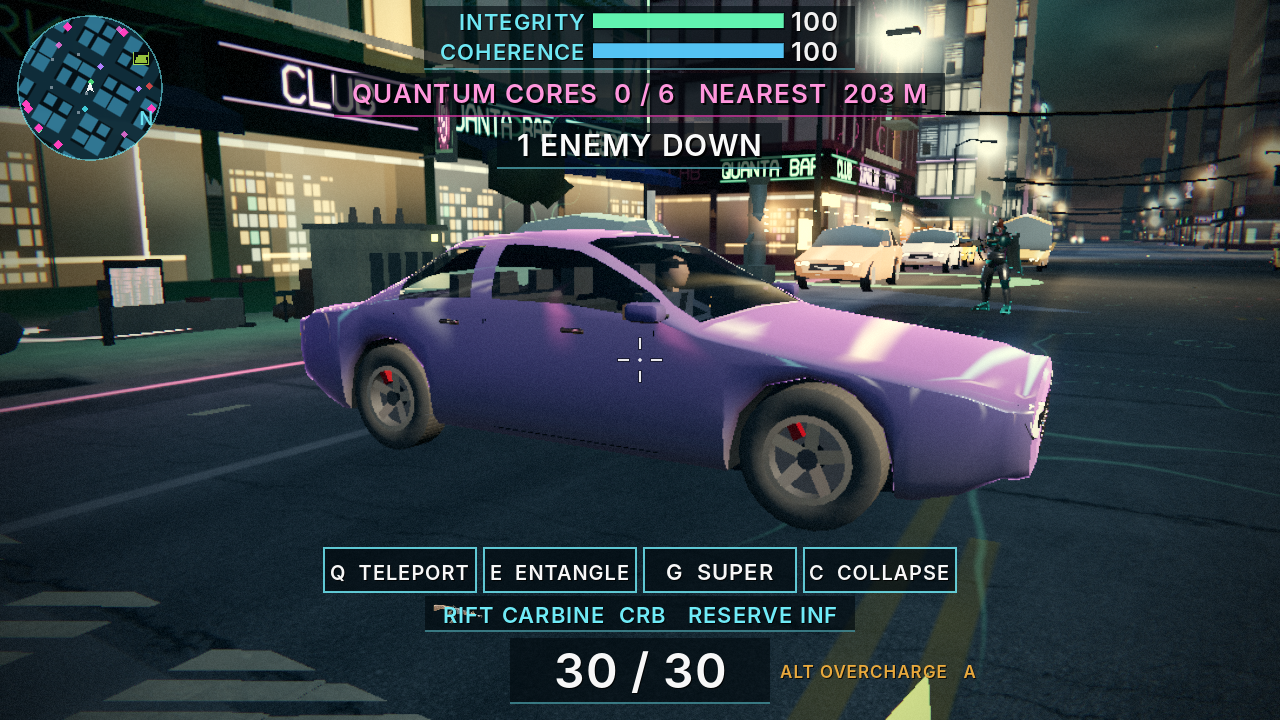 INTEGRITY 100
COHERENCE 100
QUANTUM CORES 0 / 6 NEAREST 203 M
1 ENEMY DOWN
CLUB
QUANTA BAR
CLUB
N
Q TELEPORT
E ENTANGLE
G SUPER
C COLLAPSE
RIFT CARBINE CRB RESERVE INF
30 / 30
ALT OVERCHARGE A